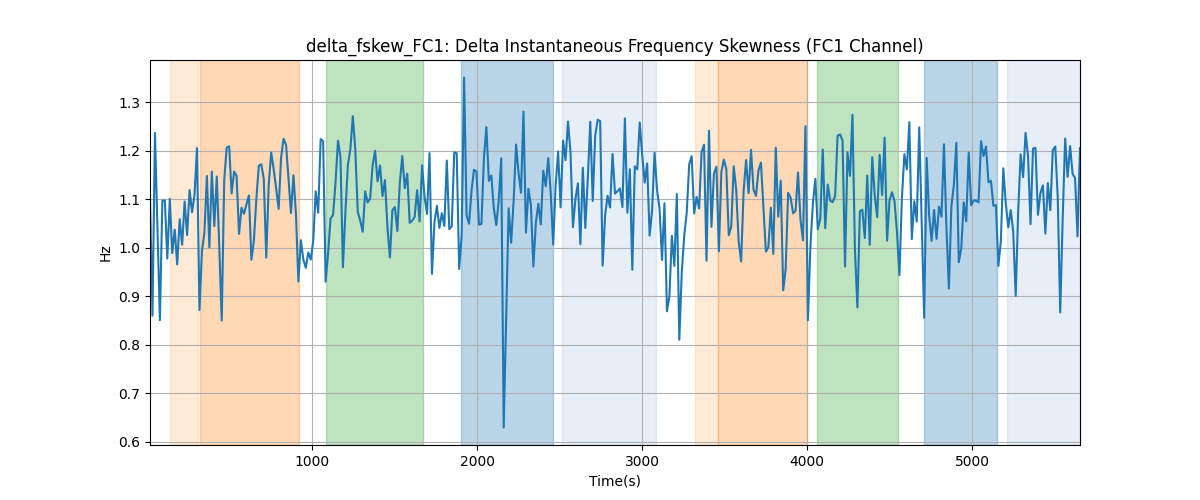 delta_fskew_FC1: Delta Instantaneous Frequency Skewness (FC1 Channel)
1.3
1.2
1.1
1.0
0.9
0.8
0.7
0.6
Hz
1000 2000 3000 4000 5000
Time(s)